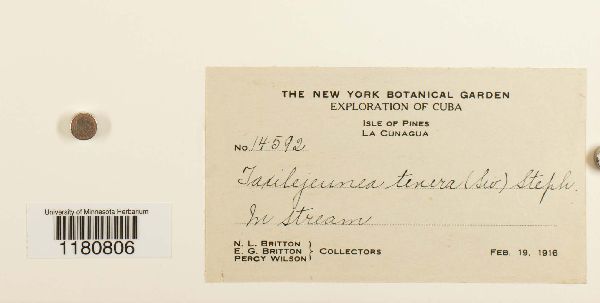 THE NEW YORK BOTANICAL GARDEN
EXPLORATION OF CUBA
ISLE OF PINES
LA CUNAGUA
No. 14592
Taxilejeunea tenera (Sw) Steph.
In stream
N. L. BRITTON
E. G. BRITTON } COLLECTORS FEB. 19, 1916
PERCY WILSON
University of Minnesota Herbarium
1180806